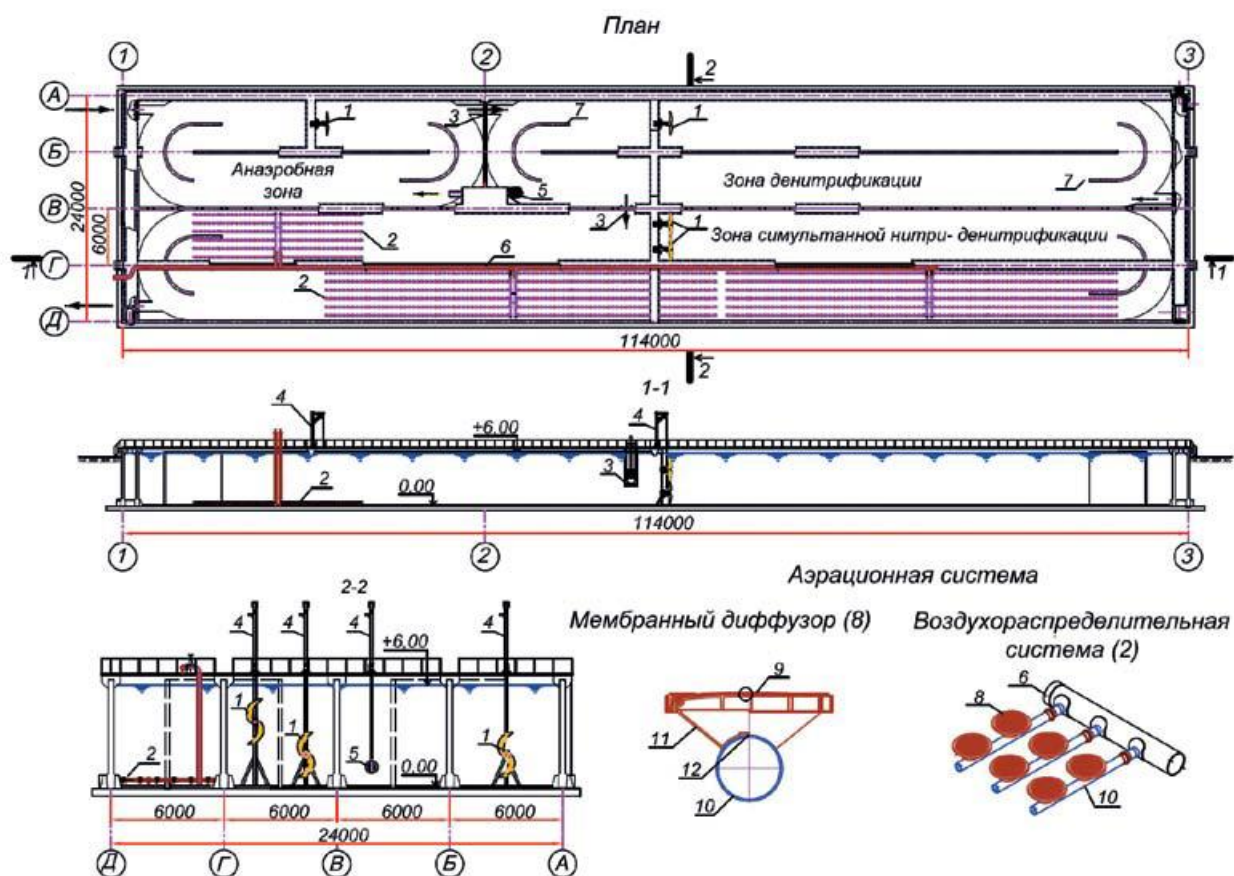 План
1
2
3
2
А
Б
В
Г
Д
1
3
7
1
Анаэробная
зона
5
Зона денитрификации
7
3
1
Зона симультанной нитри- денитрификации
2
6
2
24000
6000
1
1
114000
2
1-1
4
+6,00
4
3
2
0,00
114000
1
2
3
2-2
4
4
4
4
+6,00
1
1
1
5
2
0,00
6000
6000
6000
6000
24000
Д
Г
В
Б
А
Аэрационная система
Мембранный диффузор (8)
9
11
12
10
Воздухораспределительная
система (2)
6
8
10